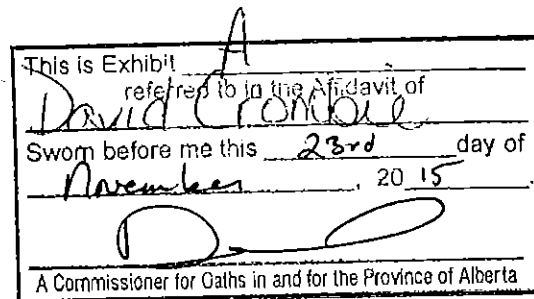 This is Exhibit A
referred to in the Affidavit of
David Crombie
Sworn before me this 23rd day of
November, 20 15.
A Commissioner for Oaths in and for the Province of Alberta